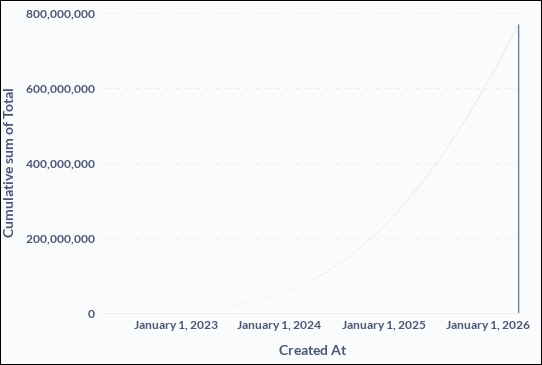 800,000,000
600,000,000
400,000,000
200,000,000
0
Cumulative sum of Total
January 1, 2023 January 1, 2024 January 1, 2025 January 1, 2026
Created At